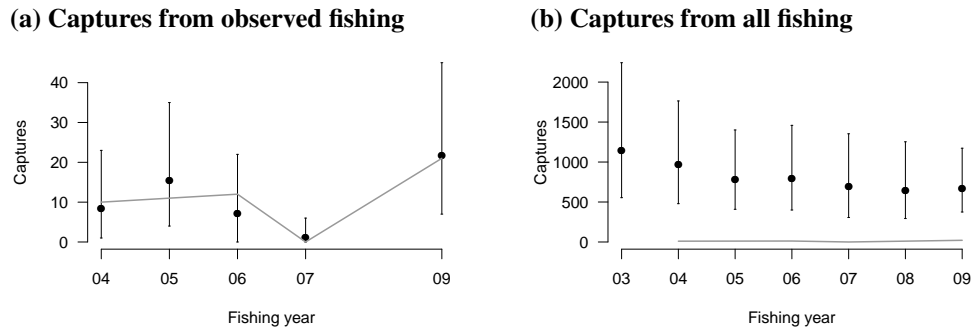 (a) Captures from observed fishing
40
30
20
10
0
Captures
04 05 06 07 09
Fishing year
(b) Captures from all fishing
2000
1500
1000
500
0
Captures
03 04 05 06 07 08 09
Fishing year